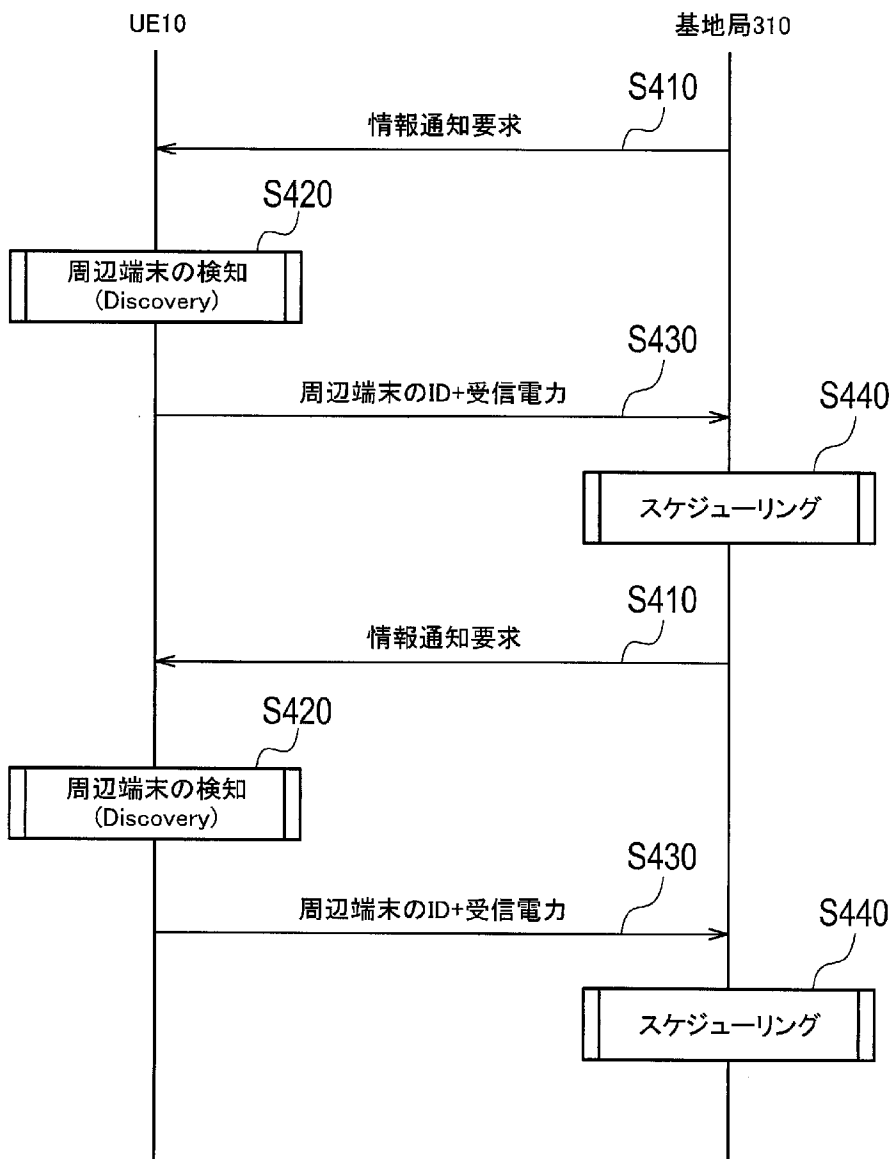 UE10
基地局310
S410
情報通知要求
S420
周辺端末の検知
(Discovery)
S430
周辺端末のID+受信電力
S440
スケジューリング
S410
情報通知要求
S420
周辺端末の検知
(Discovery)
S430
周辺端末のID+受信電力
S440
スケジューリング